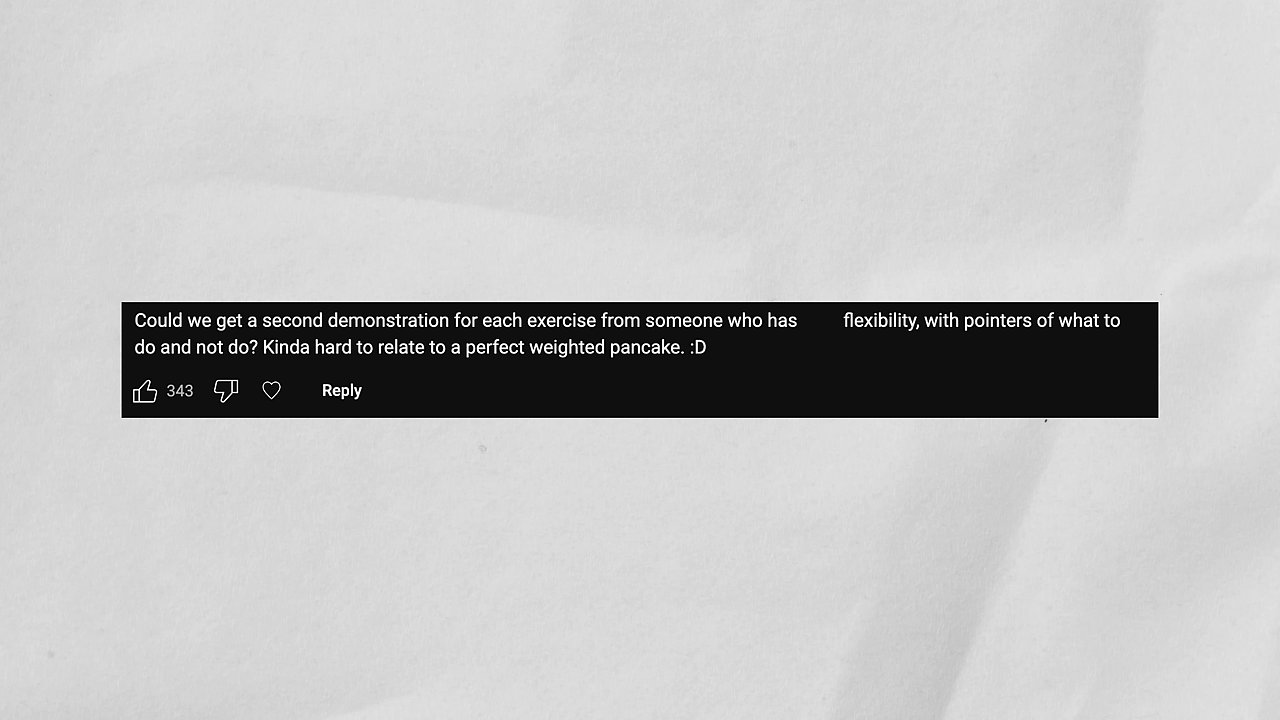 Could we get a second demonstration for each exercise from someone who has flexibility, with pointers of what to
do and not do? Kinda hard to relate to a perfect weighted pancake. :D
343 Reply